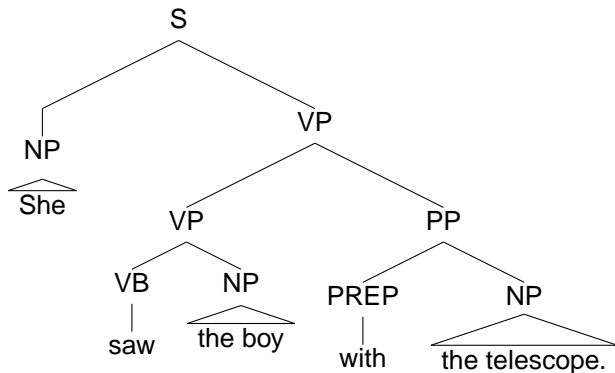 S
VP
NP
She
VP PP
VB NP PREP NP
saw the boy with the telescope.